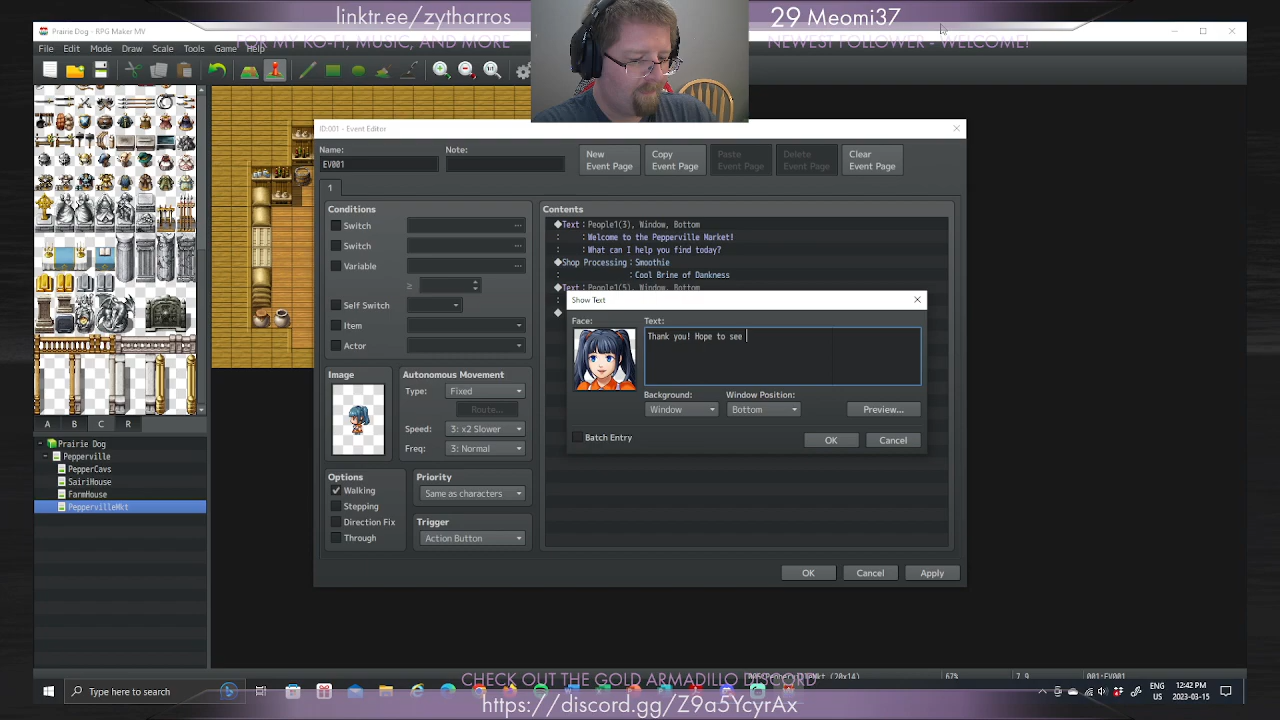 linktr.ee/zytharros
FOR MY KO-FI, MUSIC, AND MORE
29 Meomi37
NEWEST FOLLOWER - WELCOME!
Prairie Dog - RPG Maker MV
File Edit Mode Draw Scale Tools Game Help
ID:001 - Event Editor
Name:
EV001
Note:
New Event Page
Copy Event Page
Paste Event Page
Delete Event Page
Clear Event Page
1
Conditions
Switch
Switch
Variable
≥
Self Switch
Item
Actor
Image
Autonomous Movement
Type: Fixed
Route...
Speed: 3: x2 Slower
Freq: 3: Normal
Options
Walking
Stepping
Direction Fix
Through
Priority
Same as characters
Trigger
Action Button
Contents
◆Text : People1(3), Window, Bottom
: : Welcome to the Pepperville Market!
: : What can I help you find today?
◆Shop Processing : Smoothie
: : Cool Brine of Dankness
◆Text : People1(5), Window, Bottom
Show Text
Face:
Text:
Thank you! Hope to see
Background:
Window
Window Position:
Bottom
Preview...
Batch Entry
OK
Cancel
OK
Cancel
Apply
A B C R
Prairie Dog
Pepperville
PepperCavs
SairiHouse
FarmHouse
PeppervilleMkt
67%
7,9
001:EV001
CHECK OUT THE GOLD ARMADILLO DISCORD
https://discord.gg/Z9a5YcyrAx
Type here to search
ENG
US
12:42 PM
2023-03-15